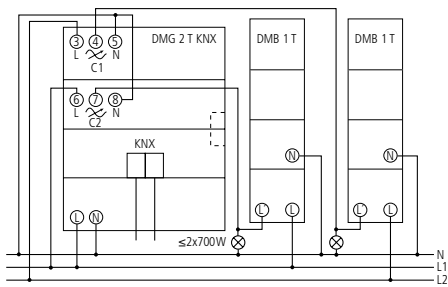 3 4 5
L N
C1
DMG 2 T KNX
DMB 1 T
DMB 1 T
6 7 8
L N
C2
KNX
N
N
L N
L' L
L' L
≤2x700W
N
L1
L2